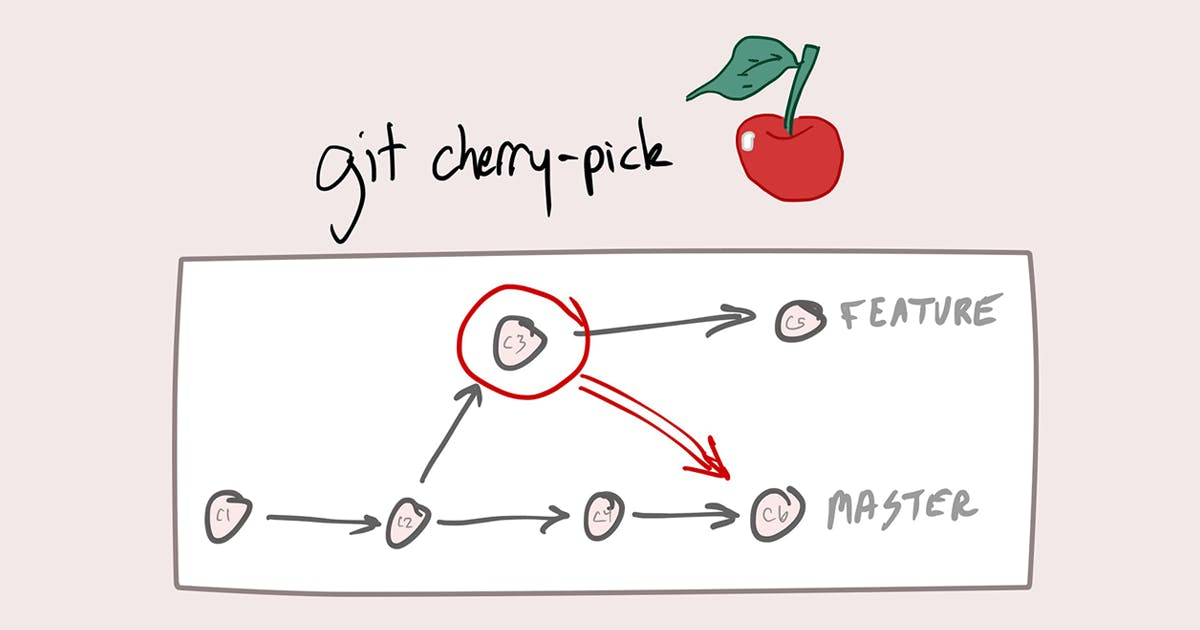 git cherry-pick
C3
C5 FEATURE
C1
C2
C4
C6 MASTER